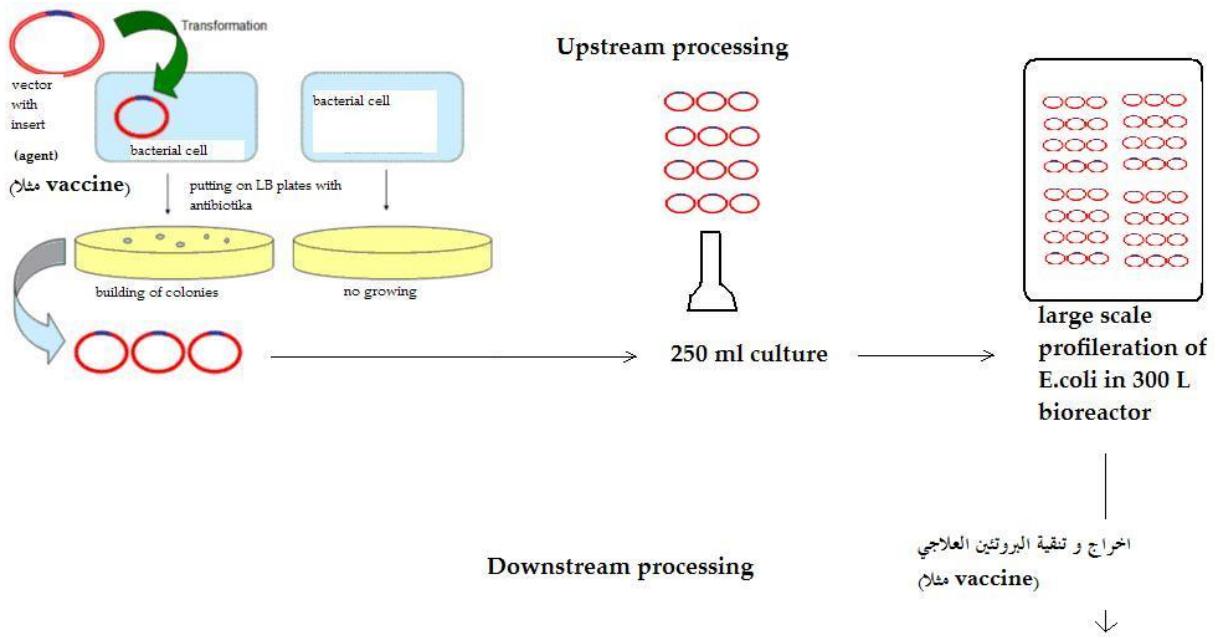 Transformation
vector
with
insert
(agent)
(مثلا vaccine)
bacterial cell
bacterial cell
putting on LB plates with
antibiotika
building of colonies
no growing
Upstream processing
250 ml culture
large scale
profileration of
E.coli in 300 L
bioreactor
Downstream processing
اخراج و تنقية البروتئين العلاجي
(مثلا vaccine)